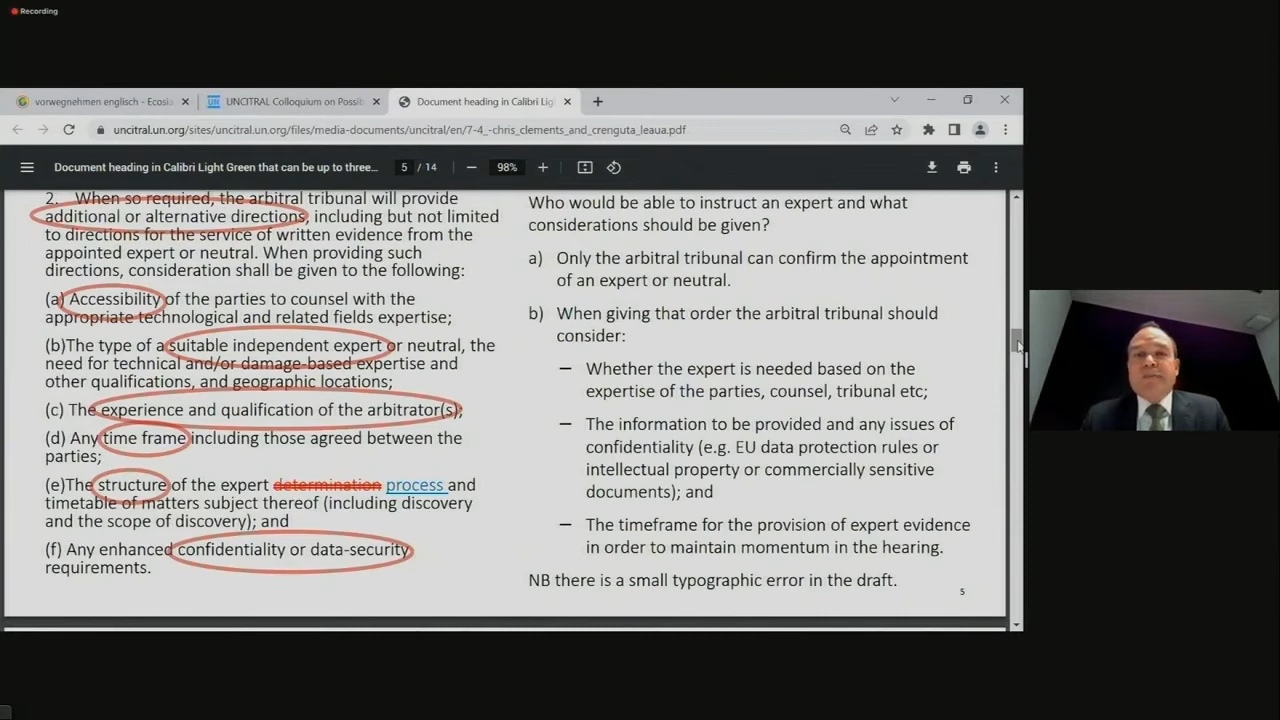 Recording
vorwegnehmen englisch - Ecosia
UNCITRAL Colloquium on Possib
Document heading in Calibri Lig
uncitral.un.org/sites/uncitral.un.org/files/media-documents/uncitral/en/7-4_-chris_clements_and_crenguta_leaua.pdf
Document heading in Calibri Light Green that can be up to three...
5 / 14
98%
2. When so required, the arbitral tribunal will provide
additional or alternative directions, including but not limited
to directions for the service of written evidence from the
appointed expert or neutral. When providing such
directions, consideration shall be given to the following:
(a) Accessibility of the parties to counsel with the
appropriate technological and related fields expertise;
(b)The type of a suitable independent expert or neutral, the
need for technical and/or damage-based expertise and
other qualifications, and geographic locations;
(c) The experience and qualification of the arbitrator(s);
(d) Any time frame including those agreed between the
parties;
(e)The structure of the expert determination process and
timetable of matters subject thereof (including discovery
and the scope of discovery); and
(f) Any enhanced confidentiality or data-security
requirements.
Who would be able to instruct an expert and what
considerations should be given?
a) Only the arbitral tribunal can confirm the appointment
of an expert or neutral.
b) When giving that order the arbitral tribunal should
consider:
– Whether the expert is needed based on the
expertise of the parties, counsel, tribunal etc;
– The information to be provided and any issues of
confidentiality (e.g. EU data protection rules or
intellectual property or commercially sensitive
documents); and
– The timeframe for the provision of expert evidence
in order to maintain momentum in the hearing.
NB there is a small typographic error in the draft.
5